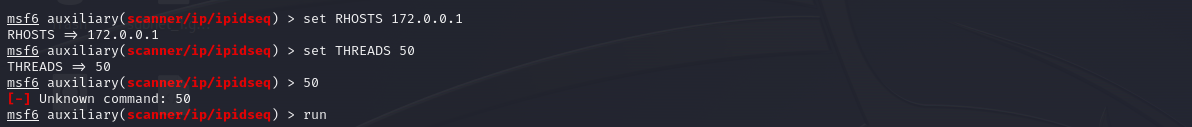 msf6 auxiliary(scanner/ip/ipidseq) > set RHOSTS 172.0.0.1
RHOSTS => 172.0.0.1
msf6 auxiliary(scanner/ip/ipidseq) > set THREADS 50
THREADS => 50
msf6 auxiliary(scanner/ip/ipidseq) > 50
[-] Unknown command: 50
msf6 auxiliary(scanner/ip/ipidseq) > run